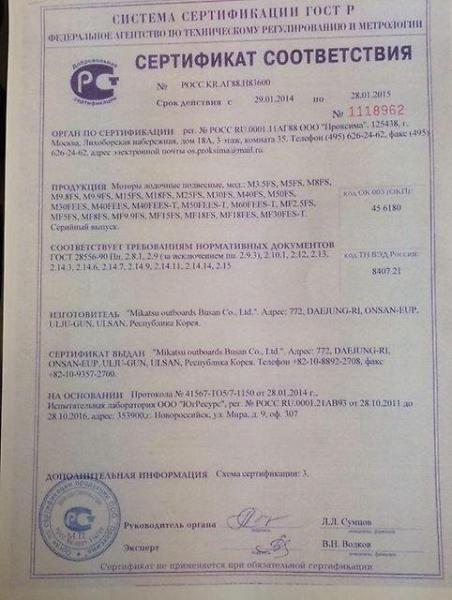 СИСТЕМА СЕРТИФИКАЦИИ ГОСТ Р
ФЕДЕРАЛЬНОЕ АГЕНТСТВО ПО ТЕХНИЧЕСКОМУ РЕГУЛИРОВАНИЮ И МЕТРОЛОГИИ
Добровольная
сертификация
СЕРТИФИКАТ СООТВЕТСТВИЯ
№ РОСС KR.АГ88.Н83600
Срок действия с 29.01.2014 по 28.01.2015
№ 1118962
ОРГАН ПО СЕРТИФИКАЦИИ рег. № РОСС RU.0001.11АГ88 ООО "Проксима". 125438, г.
Москва, Лихоборская набережная, дом 18А, 3 этаж, комната 35. Телефон (495) 626-24-62, факс (495)
626-24-62, адрес электронной почты os.proksima@mail.ru.
ПРОДУКЦИЯ Моторы лодочные подвесные, мод.: M3.5FS, M5FS, M8FS,
M9.8FS, M9.9FS, M15FS, M18FS, M25FS, M30FS, M40FS, M50FS,
M30FEES, M40FEES, M40FEES-T, M50FEES-T, M60FEES-T, MF2.5FS,
MF5FS, MF8FS, MF9.9FS, MF15FS, MF18FS, MF18FES, MF30FES-T.
Серийный выпуск.
код ОК 005 (ОКП):
45 6180
СООТВЕТСТВУЕТ ТРЕБОВАНИЯМ НОРМАТИВНЫХ ДОКУМЕНТОВ
ГОСТ 28556-90 Пп. 2.8.1, 2.9 (за исключением пп. 2.9.3), 2.10.1, 2.12, 2.13,
2.14.3, 2.14.6, 2.14.7, 2.14.9, 2.14.11, 2.14.14, 2.15
код ТН ВЭД России:
8407 21
ИЗГОТОВИТЕЛЬ "Mikatsu outboards Busan Co., Ltd.". Адрес: 772, DAEJUNG-RI, ONSAN-EUP,
ULJU-GUN, ULSAN, Республика Корея.
СЕРТИФИКАТ ВЫДАН "Mikatsu outboards Busan Co., Ltd.". Адрес: 772, DAEJUNG-RI,
ONSAN-EUP, ULJU-GUN, ULSAN, Республика Корея. Телефон +82-10-8892-2708, факс
+82-10-9357-2760.
НА ОСНОВАНИИ Протокола № 41567-ТО5/7-1150 от 28.01.2014 г.,
Испытательная лаборатория ООО "ЮгРесурс", рег. № РОСС RU.0001.21АВ93 от 28.10.2011 до
28.10.2016, адрес: 353900,г. Новороссийск, ул. Мира, д. 9, оф. 307
ДОПОЛНИТЕЛЬНАЯ ИНФОРМАЦИЯ Схема сертификации: 3.
М.П.
Руководитель органа Л.Л. Сумцов
Эксперт В.Н. Волков
Сертификат не применяется при обязательной сертификации